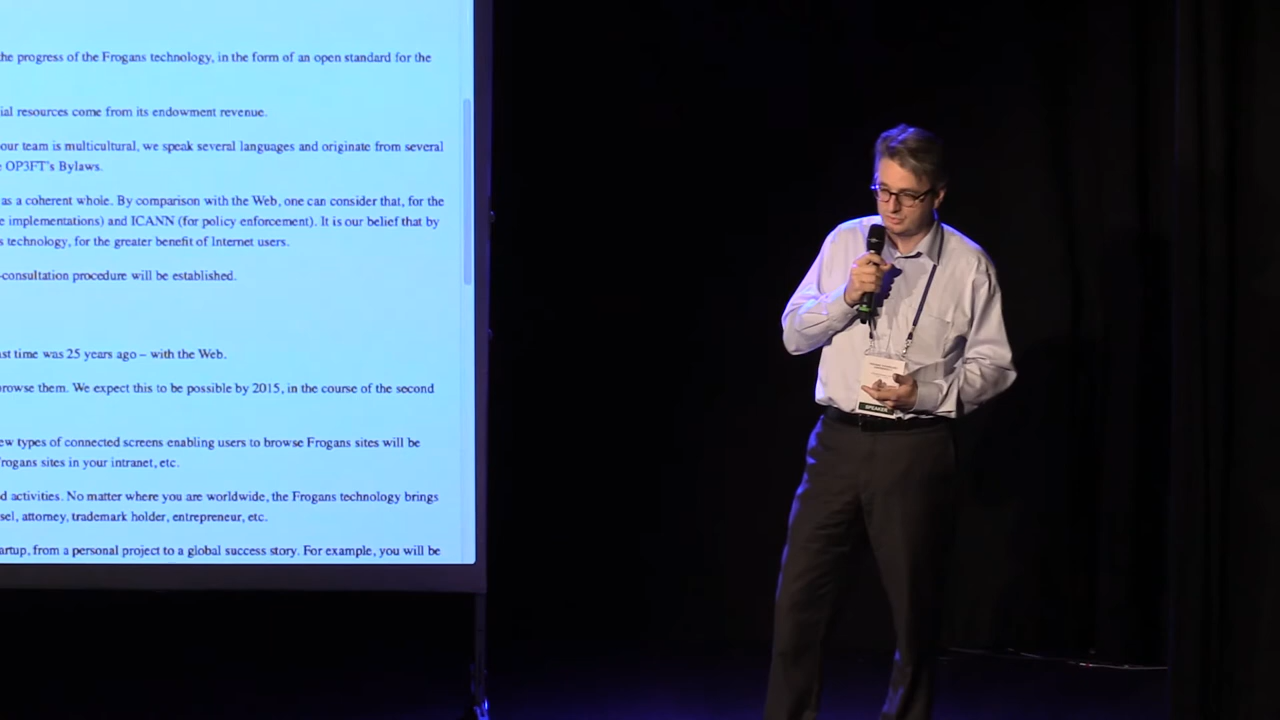 he progress of the Frogans technology, in the form of an open standard for the
ial resources come from its endowment revenue.
our team is multicultural, we speak several languages and originate from several
OP3FT's Bylaws.
as a coherent whole. By comparison with the Web, one can consider that, for the
e implementations) and ICANN (for policy enforcement). It is our belief that by
s technology, for the greater benefit of Internet users.
-consultation procedure will be established.
ast time was 25 years ago – with the Web.
rowse them. We expect this to be possible by 2015, in the course of the second
ew types of connected screens enabling users to browse Frogans sites will be
rogans sites in your intranet, etc.
d activities. No matter where you are worldwide, the Frogans technology brings
sel, attorney, trademark holder, entrepreneur, etc.
artup, from a personal project to a global success story. For example, you will be
SPEAKER